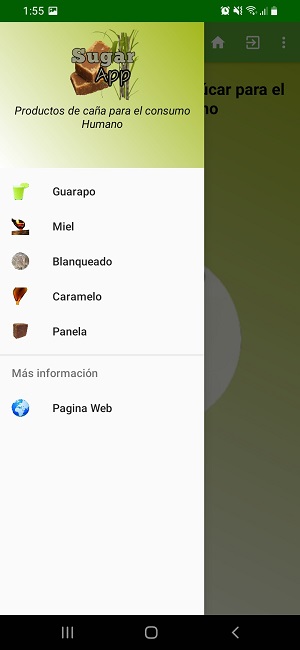 1:55
Sugar
App
Productos de caña para el consumo
Humano
úcar para el
no
Guarapo
Miel
Blanqueado
Caramelo
Panela
Más información
Pagina Web